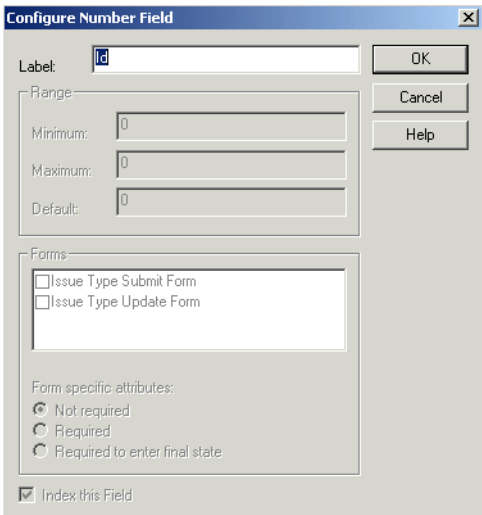 Configure Number Field
Label: Id
OK
Range
Cancel
Minimum: 0
Help
Maximum: 0
Default: 0
Forms
Issue Type Submit Form
Issue Type Update Form
Form specific attributes:
Not required
Required
Required to enter final state
Index this Field